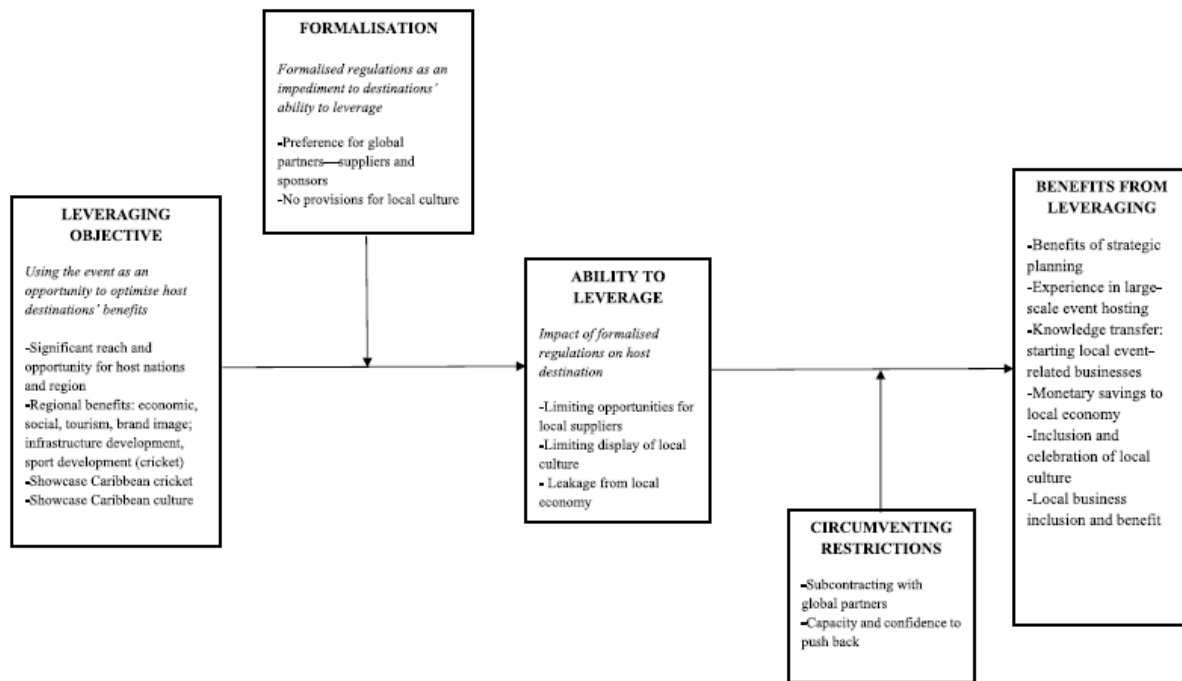 FORMALISATION
Formalised regulations as an
impediment to destinations'
ability to leverage
-Preference for global
partners—suppliers and
sponsors
-No provisions for local culture
LEVERAGING
OBJECTIVE
Using the event as an
opportunity to optimise host
destinations' benefits
-Significant reach and
opportunity for host nations
and region
-Regional benefits: economic,
social, tourism, brand image;
infrastructure development,
sport development (cricket)
-Showcase Caribbean cricket
-Showcase Caribbean culture
ABILITY TO
LEVERAGE
Impact of formalised
regulations on host
destination
-Limiting opportunities for
local suppliers
-Limiting display of local
culture
- Leakage from local
economy
CIRCUMVENTING
RESTRICTIONS
-Subcontracting with
global partners
-Capacity and confidence to
push back
BENEFITS FROM
LEVERAGING
-Benefits of strategic
planning
-Experience in large-
scale event hosting
-Knowledge transfer:
starting local event-
related businesses
-Monetary savings to
local economy
-Inclusion and
celebration of local
culture
-Local business
inclusion and benefit